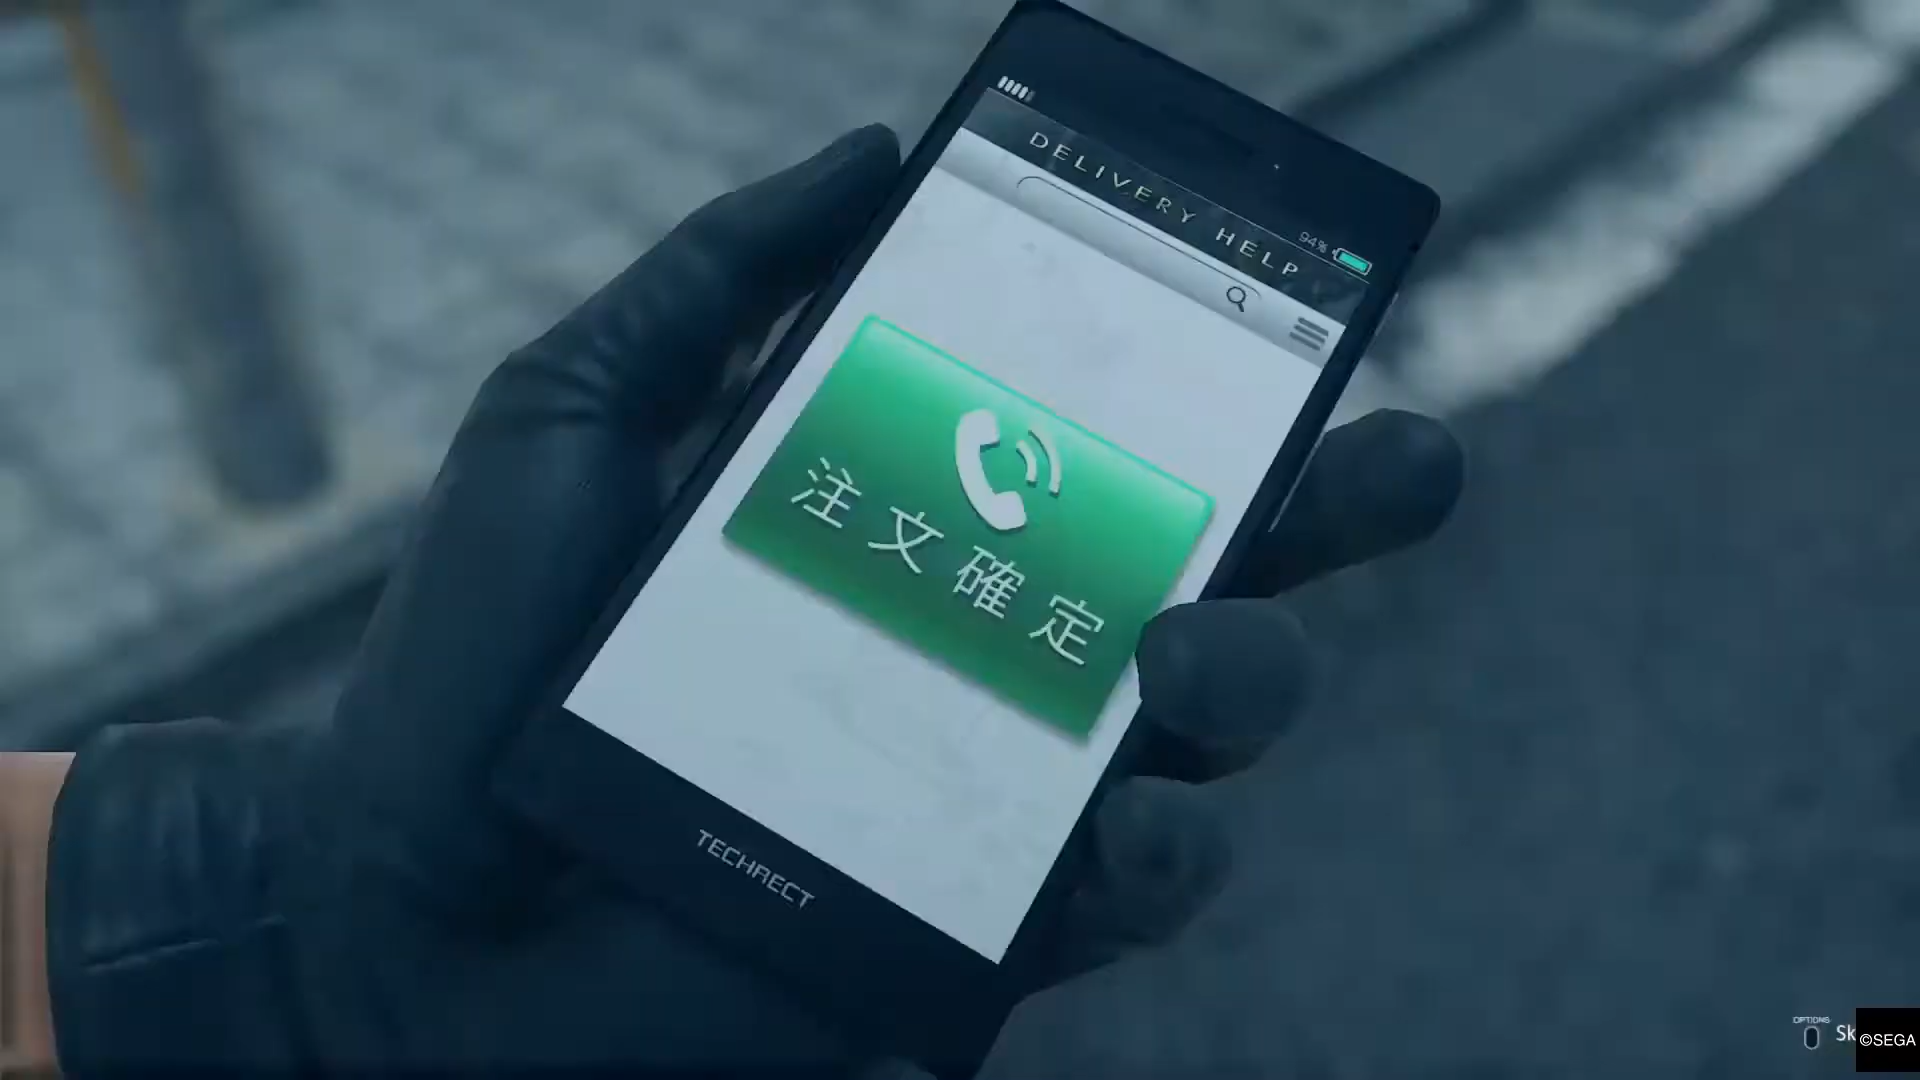 DELIVERY HELP
94%
注文確定
TECHRECT
OPTIONS
©SEGA